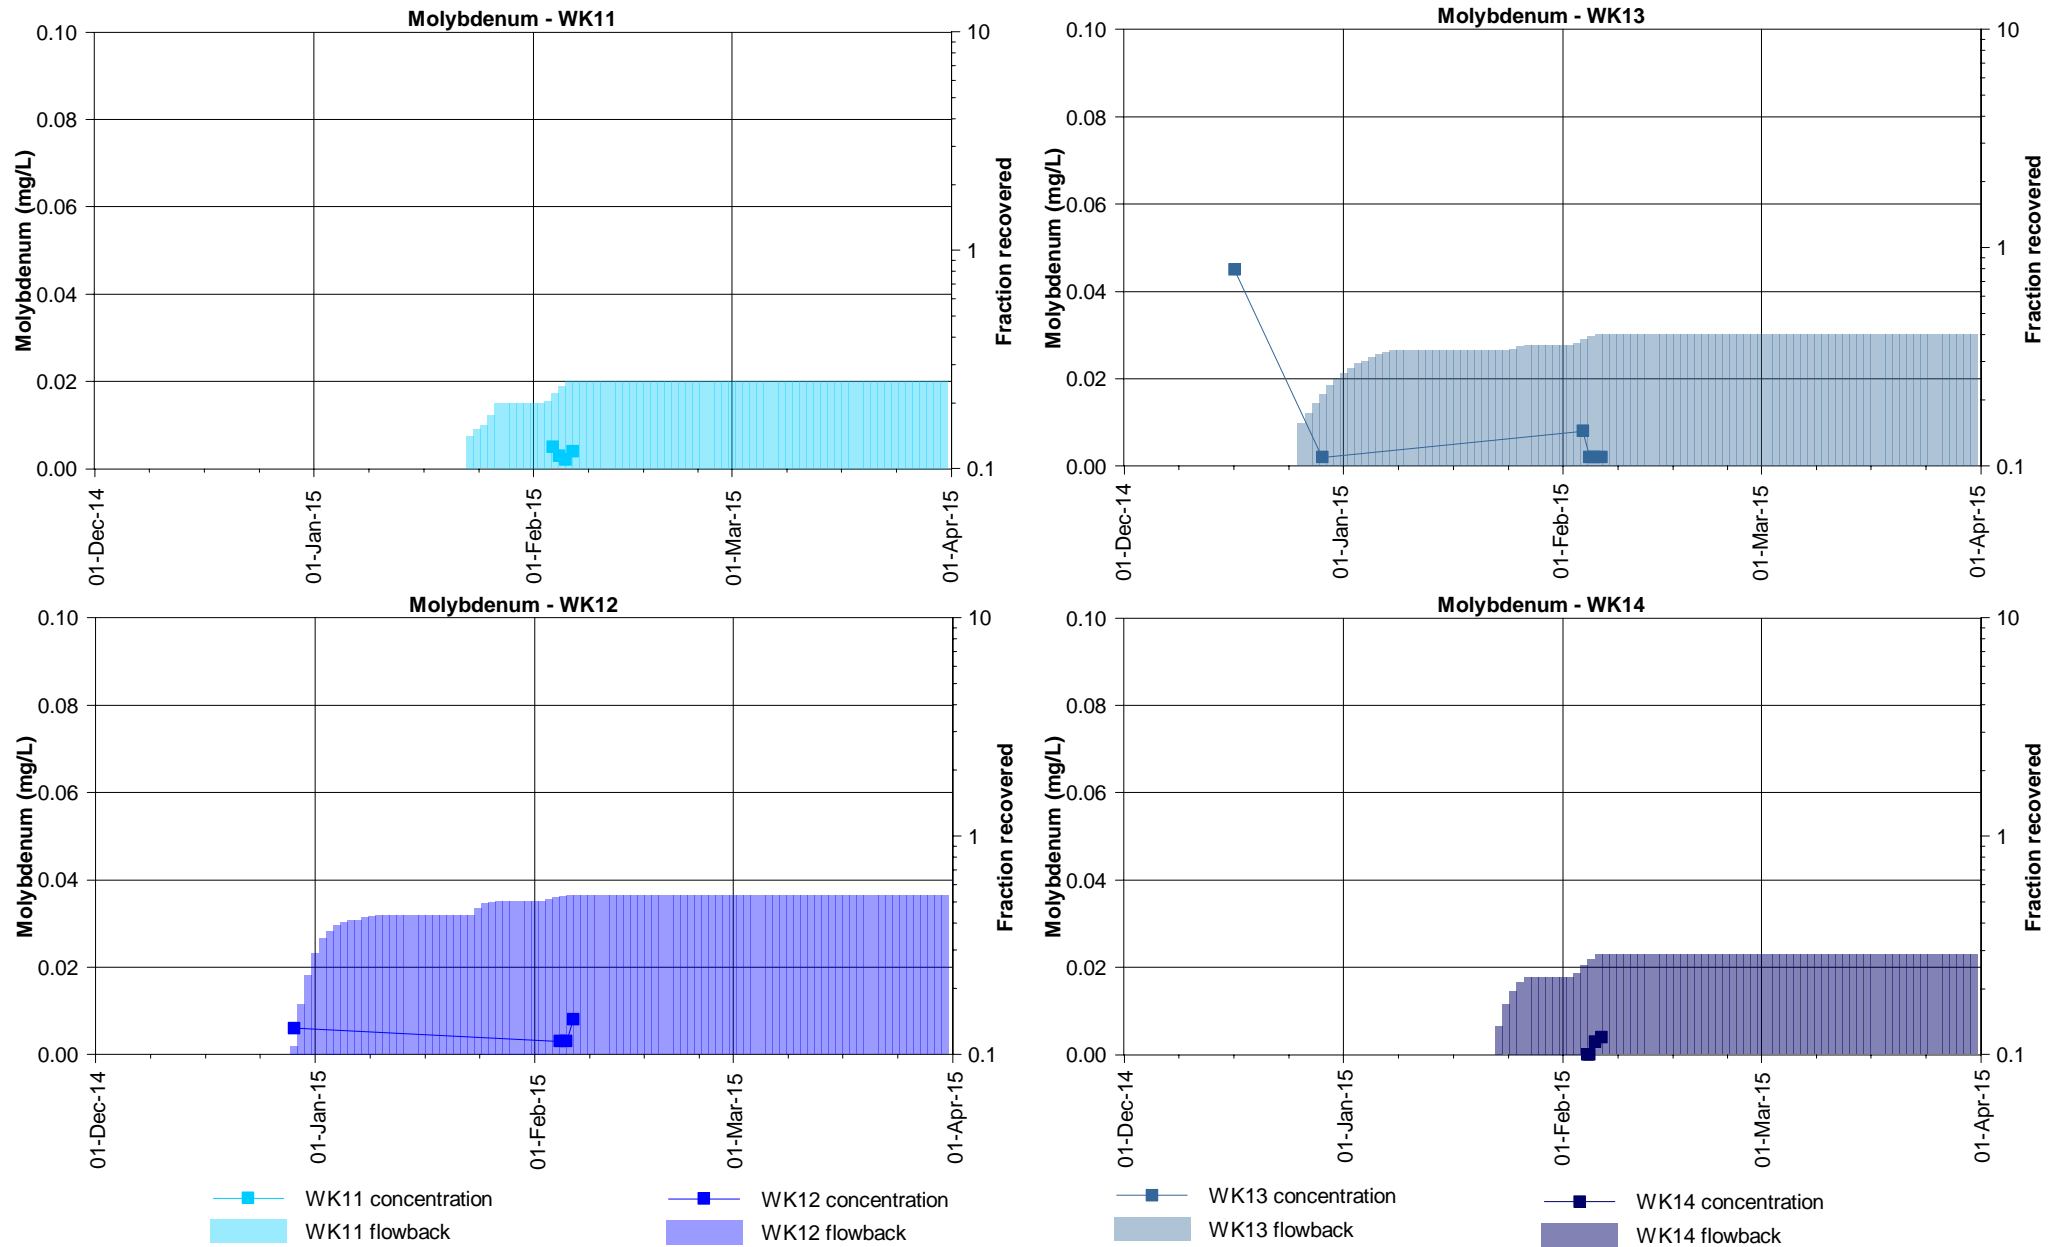 Molybdenum - WK11
0.10
0.08
0.06
0.04
0.02
0.00
Molybdenum (mg/L)
10
1
0.1
Fraction recovered
01-Dec-14
01-Jan-15
01-Feb-15
01-Mar-15
01-Apr-15
Molybdenum - WK13
0.10
0.08
0.06
0.04
0.02
0.00
Molybdenum (mg/L)
10
1
0.1
Fraction recovered
01-Dec-14
01-Jan-15
01-Feb-15
01-Mar-15
01-Apr-15
Molybdenum - WK12
0.10
0.08
0.06
0.04
0.02
0.00
Molybdenum (mg/L)
10
1
0.1
Fraction recovered
01-Dec-14
01-Jan-15
01-Feb-15
01-Mar-15
01-Apr-15
Molybdenum - WK14
0.10
0.08
0.06
0.04
0.02
0.00
Molybdenum (mg/L)
10
1
0.1
Fraction recovered
01-Dec-14
01-Jan-15
01-Feb-15
01-Mar-15
01-Apr-15
WK11 concentration
WK11 flowback
WK12 concentration
WK12 flowback
WK13 concentration
WK13 flowback
WK14 concentration
WK14 flowback